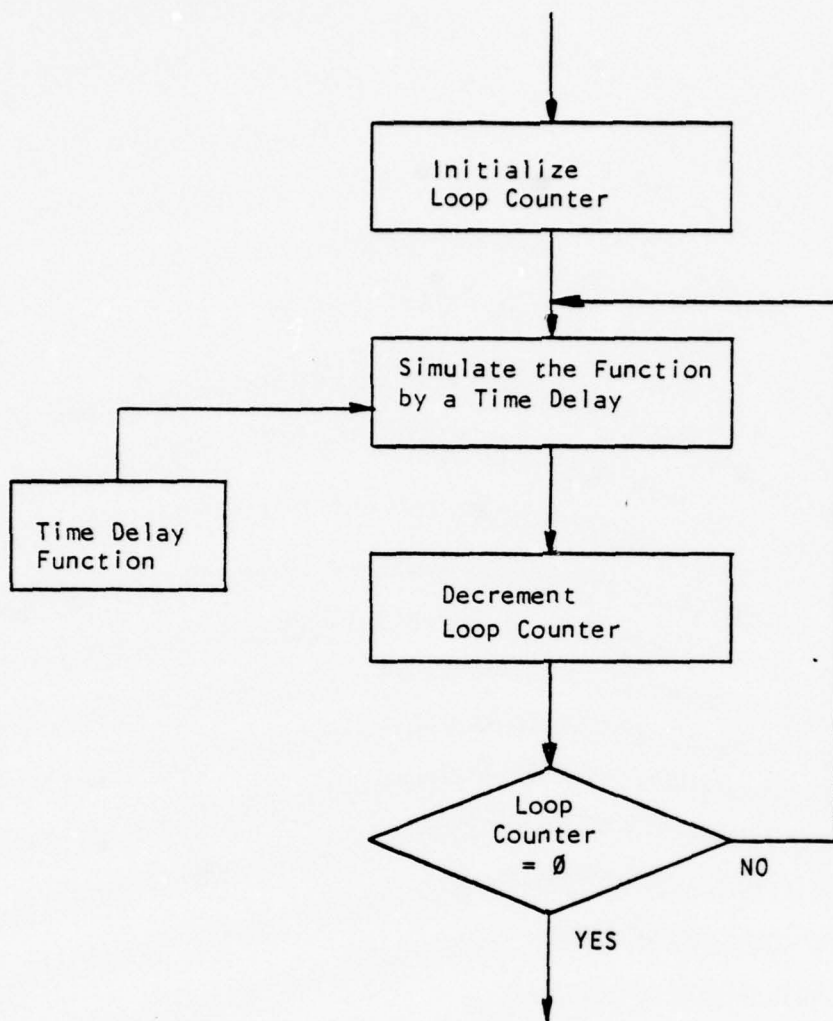 Initialize
Loop Counter
Simulate the Function
by a Time Delay
Time Delay
Function
Decrement
Loop Counter
Loop
Counter
= Ø
NO
YES